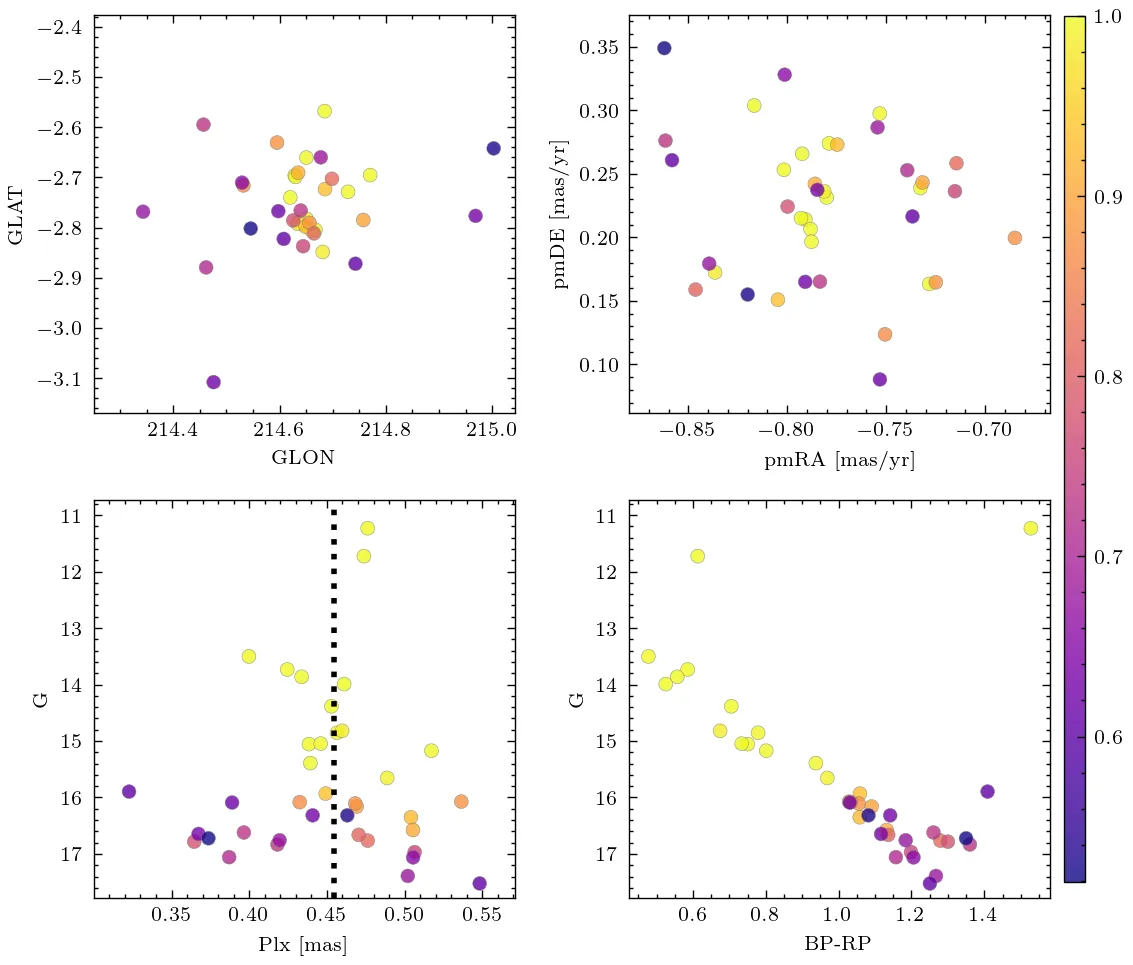 −2.4
−2.5
−2.6
−2.7
−2.8
−2.9
−3.0
−3.1
GLAT
214.4 214.6 214.8 215.0
GLON
0.35
0.30
0.25
0.20
0.15
0.10
pmDE [mas/yr]
−0.85 −0.80 −0.75 −0.70
pmRA [mas/yr]
11
12
13
14
15
16
17
G
0.35 0.40 0.45 0.50 0.55
Plx [mas]
11
12
13
14
15
16
17
G
0.6 0.8 1.0 1.2 1.4
BP-RP
1.0
0.9
0.8
0.7
0.6